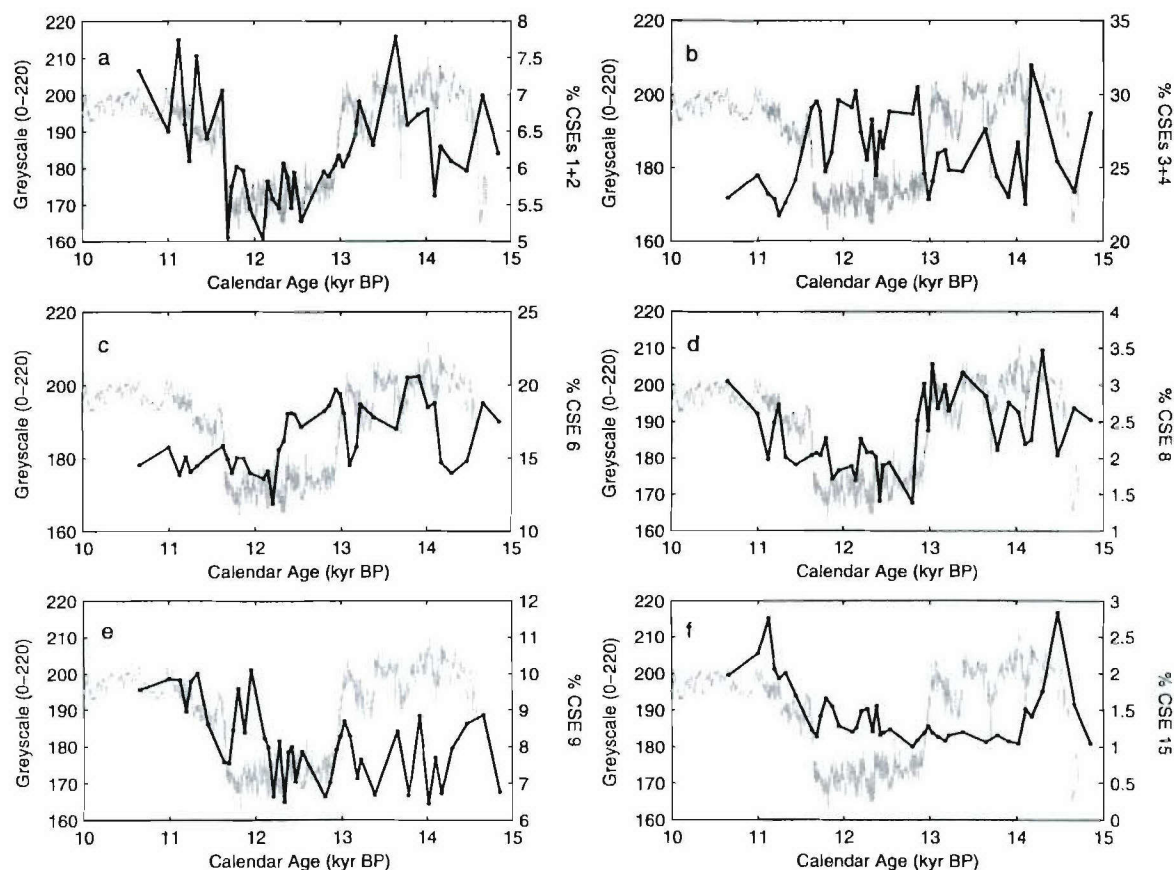 a
220
210
200
190
180
170
160
Greyscale (0–220)
8
7.5
7
6.5
6
5.5
5
% CSEs 1+2
10 11 12 13 14 15
Calendar Age (kyr BP)
b
220
210
200
190
180
170
160
Greyscale (0–220)
35
30
25
20
% CSEs 3+4
10 11 12 13 14 15
Calendar Age (kyr BP)
c
220
200
180
160
Greyscale (0–220)
25
20
15
10
% CSE 6
10 11 12 13 14 15
Calendar Age (kyr BP)
d
220
210
200
190
180
170
160
Greyscale (0–220)
4
3.5
3
2.5
2
1.5
1
% CSE 8
10 11 12 13 14 15
Calendar Age (kyr BP)
e
220
210
200
190
180
170
160
Greyscale (0–220)
12
11
10
9
8
7
6
% CSE 9
10 11 12 13 14 15
Calendar Age (kyr BP)
f
220
210
200
190
180
170
160
Greyscale (0–220)
3
2.5
2
1.5
1
0.5
0
% CSE 15
10 11 12 13 14 15
Calendar Age (kyr BP)